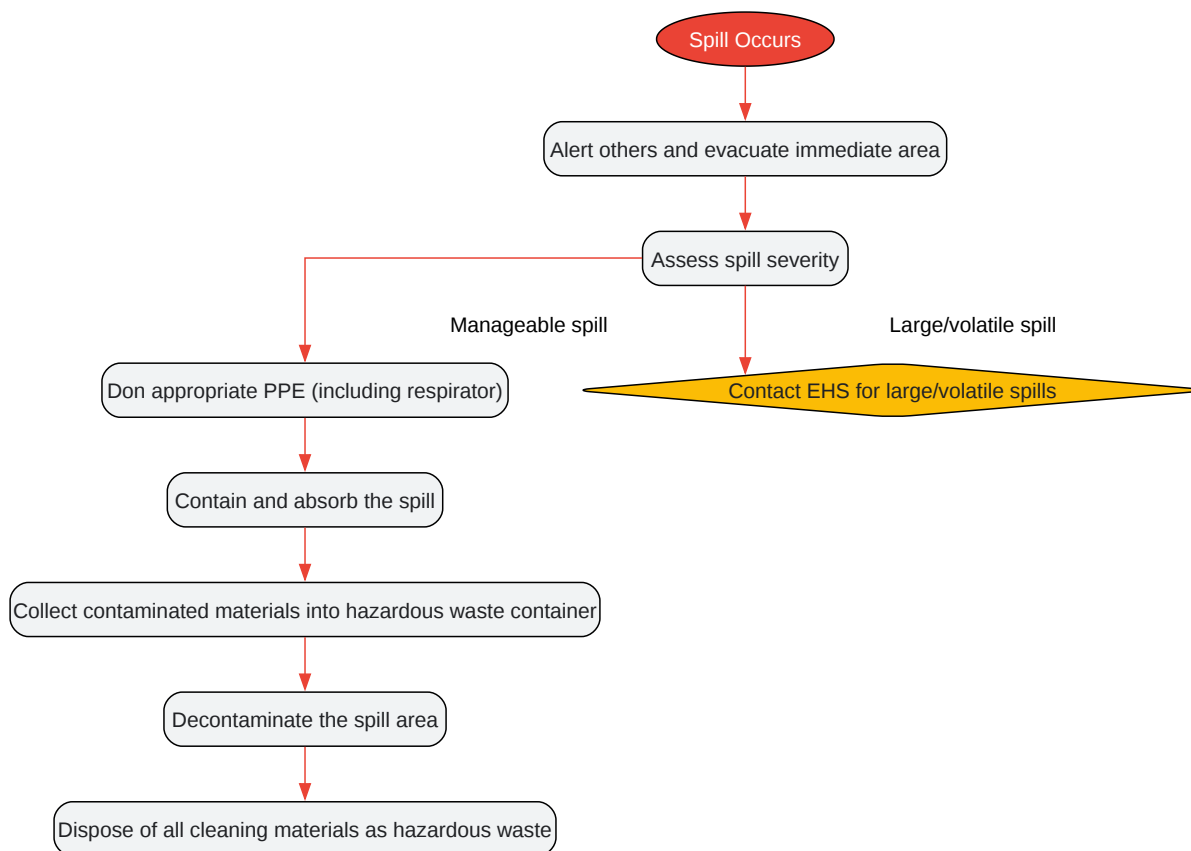 Spill Occurs
Alert others and evacuate immediate area
Assess spill severity
Manageable spill
Large/volatile spill
Don appropriate PPE (including respirator)
Contact EHS for large/volatile spills
Contain and absorb the spill
Collect contaminated materials into hazardous waste container
Decontaminate the spill area
Dispose of all cleaning materials as hazardous waste